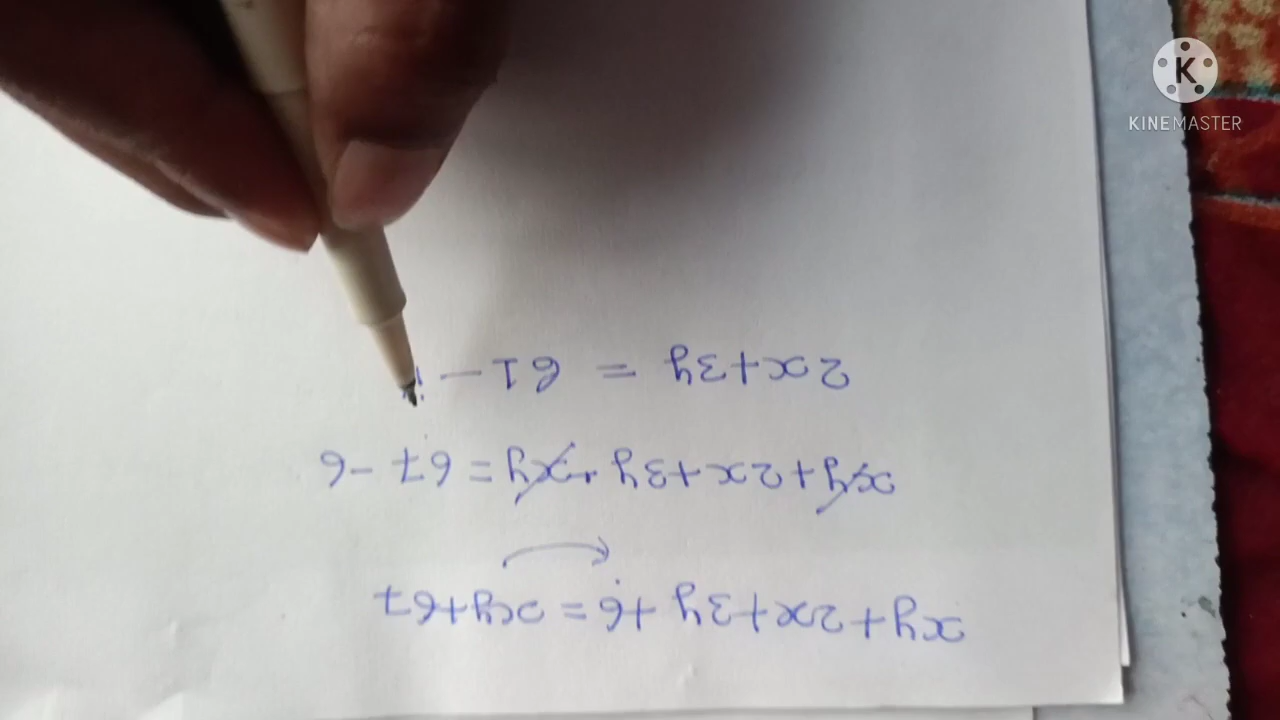 xy+2x+3y+6=xy+67
xy+2x+3y-xy=67-6
2x+3y = 61 —
KINEMASTER